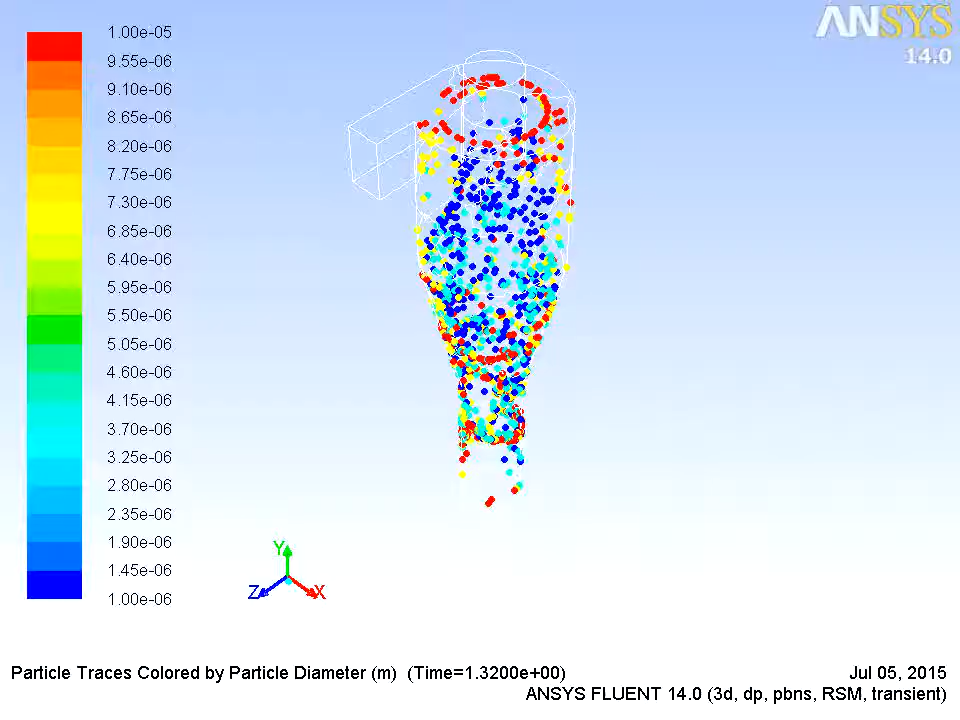 ANSYS
14.0
1.00e-05
9.55e-06
9.10e-06
8.65e-06
8.20e-06
7.75e-06
7.30e-06
6.85e-06
6.40e-06
5.95e-06
5.50e-06
5.05e-06
4.60e-06
4.15e-06
3.70e-06
3.25e-06
2.80e-06
2.35e-06
1.90e-06
1.45e-06
1.00e-06
Y
Z
X
Particle Traces Colored by Particle Diameter (m) (Time=1.3200e+00)
Jul 05, 2015
ANSYS FLUENT 14.0 (3d, dp, pbns, RSM, transient)